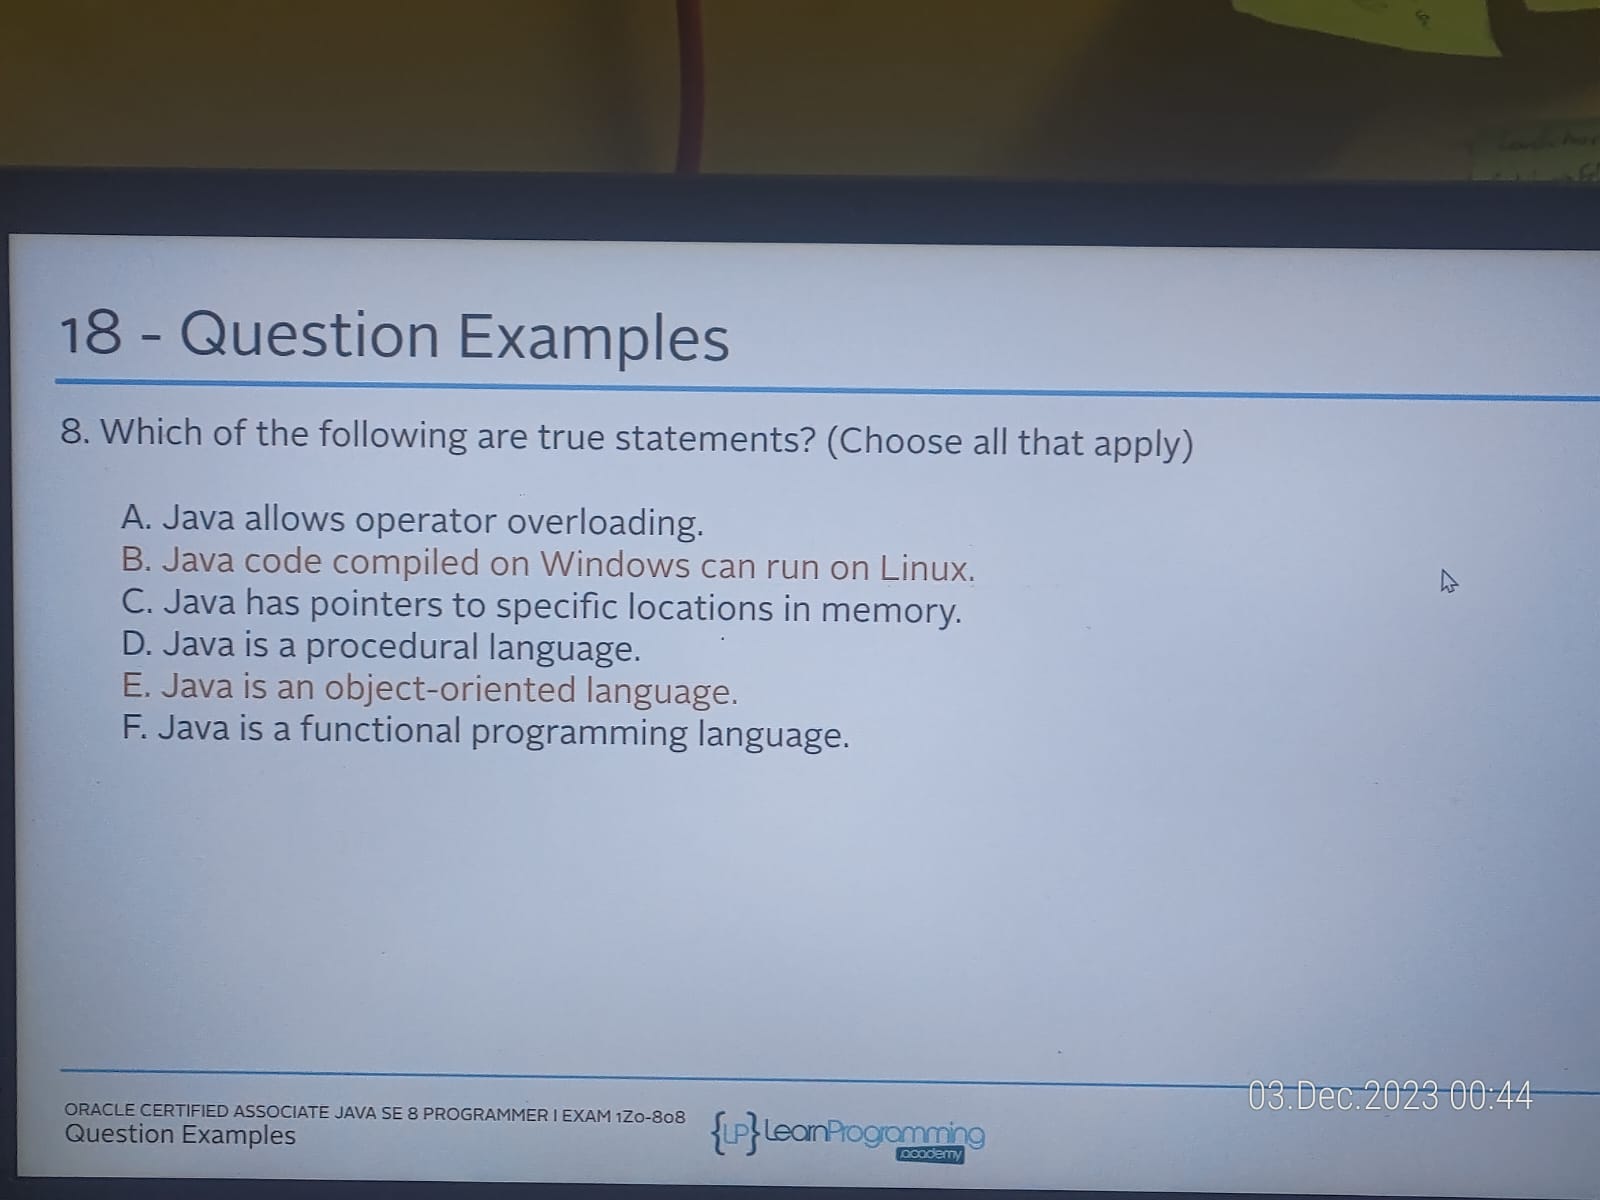 18 - Question Examples
8. Which of the following are true statements? (Choose all that apply)
A. Java allows operator overloading.
B. Java code compiled on Windows can run on Linux.
C. Java has pointers to specific locations in memory.
D. Java is a procedural language.
E. Java is an object-oriented language.
F. Java is a functional programming language.
ORACLE CERTIFIED ASSOCIATE JAVA SE 8 PROGRAMMER I EXAM 1Z0-808
Question Examples
{LP} LearnProgramming
academy
03.Dec.2023 00:44